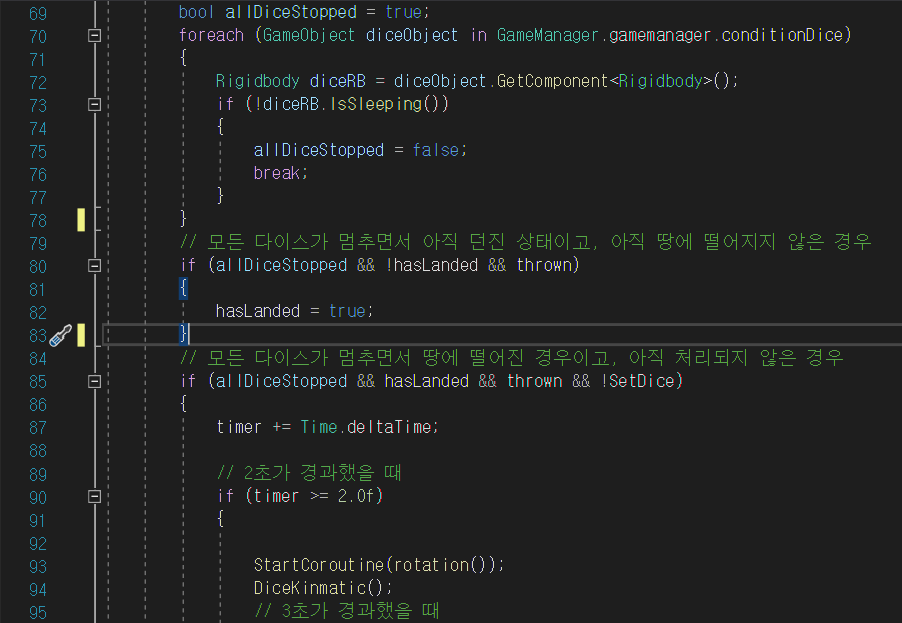 69 bool allDiceStopped = true;
70 foreach (GameObject diceObject in GameManager.gamemanager.conditionDice)
71 {
72 Rigidbody diceRB = diceObject.GetComponent<Rigidbody>();
73 if (!diceRB.IsSleeping())
74 {
75 allDiceStopped = false;
76 break;
77 }
78 }
79 // 모든 다이스가 멈추면서 아직 던진 상태이고, 아직 땅에 떨어지지 않은 경우
80 if (allDiceStopped && !hasLanded && thrown)
81 {
82 hasLanded = true;
83 }
84 // 모든 다이스가 멈추면서 땅에 떨어진 경우이고, 아직 처리되지 않은 경우
85 if (allDiceStopped && hasLanded && thrown && !SetDice)
86 {
87 timer += Time.deltaTime;
88
89 // 2초가 경과했을 때
90 if (timer >= 2.0f)
91 {
92
93 StartCoroutine(rotation());
94 DiceKinmatic();
95 // 3초가 경과했을 때